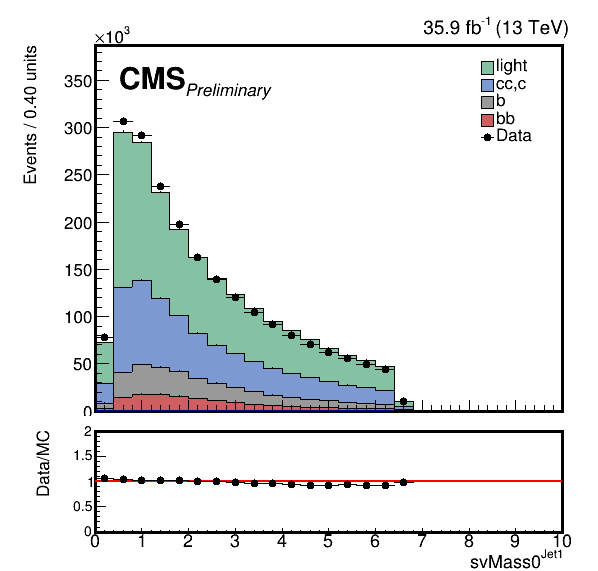 ×10³
35.9 fb⁻¹ (13 TeV)
CMS Preliminary
Events / 0.40 units
350
300
250
200
150
100
50
0
light
cc,c
b
bb
Data
Data/MC
2
1.5
1
0.5
0
0 1 2 3 4 5 6 7 8 9 10
svMass0^Jet1